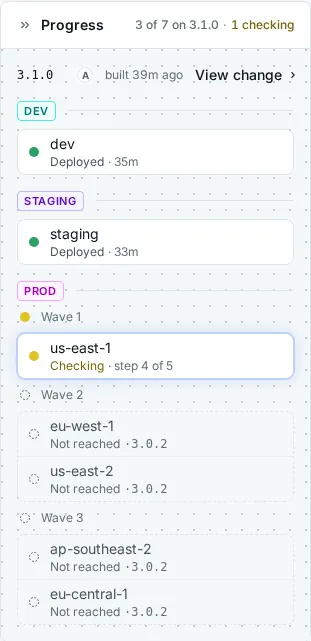 » Progress 3 of 7 on 3.1.0 · 1 checking
3.1.0 A built 39m ago View change ›
DEV
dev
Deployed · 35m
STAGING
staging
Deployed · 33m
PROD
Wave 1
us-east-1
Checking · step 4 of 5
Wave 2
eu-west-1
Not reached ·3.0.2
us-east-2
Not reached ·3.0.2
Wave 3
ap-southeast-2
Not reached ·3.0.2
eu-central-1
Not reached ·3.0.2